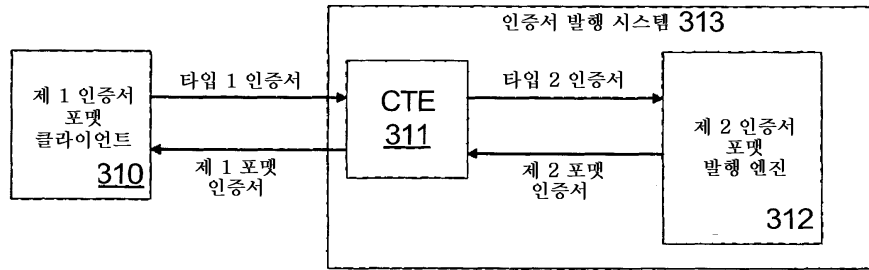 인증서 발행 시스템 313
제 1 인증서
포맷
클라이언트
310
타입 1 인증서
제 1 포맷
인증서
CTE
311
타입 2 인증서
제 2 포맷
인증서
제 2 인증서
포맷
발행 엔진
312